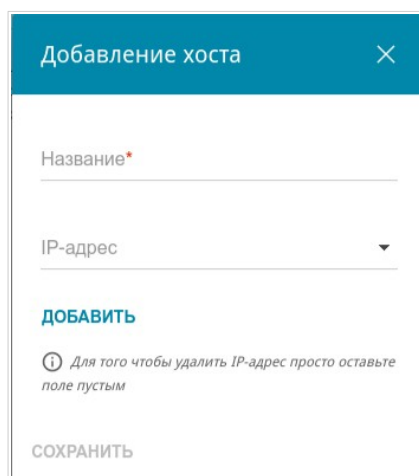 Добавление хоста
Название*
IP-адрес
ДОБАВИТЬ
Для того чтобы удалить IP-адрес просто оставьте
поле пустым
СОХРАНИТЬ